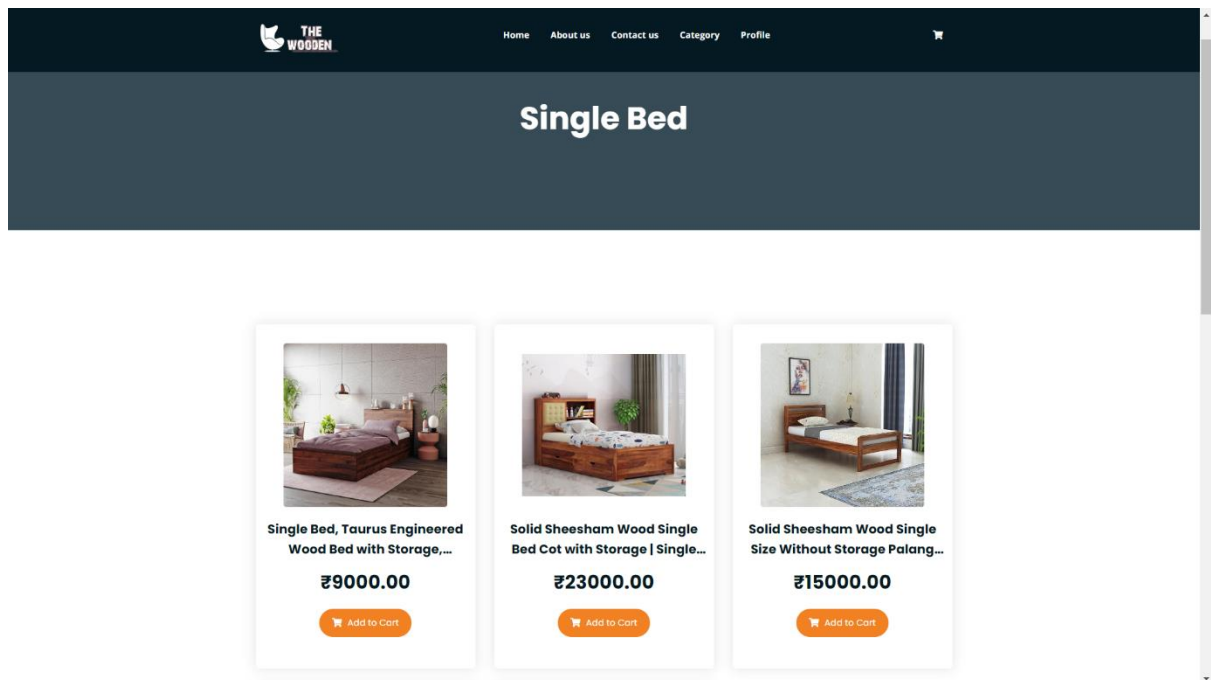 THE
WOODEN
Home About us Contact us Category Profile
Single Bed
Single Bed, Taurus Engineered
Wood Bed with Storage,...
₹9000.00
Add to Cart
Solid Sheesham Wood Single
Bed Cot with Storage | Single...
₹23000.00
Add to Cart
Solid Sheesham Wood Single
Size Without Storage Palang...
₹15000.00
Add to Cart